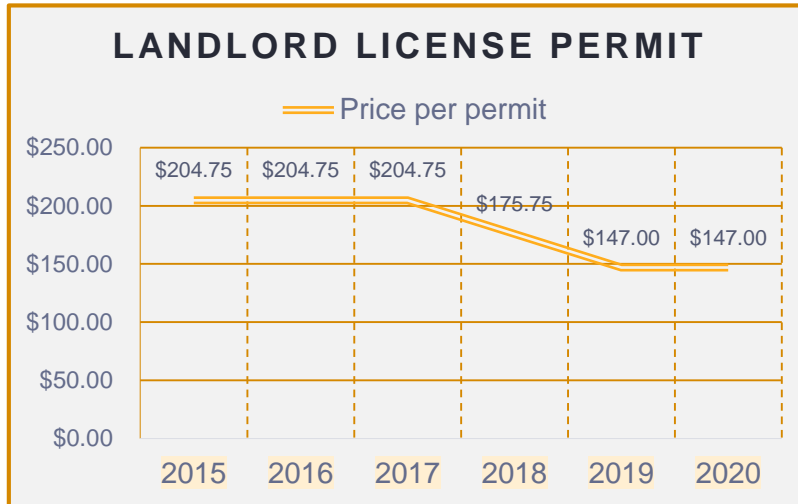 LANDLORD LICENSE PERMIT
Price per permit
$250.00
$204.75 $204.75 $204.75
$200.00
$175.75
$147.00 $147.00
$150.00
$100.00
$50.00
$0.00
2015 2016 2017 2018 2019 2020